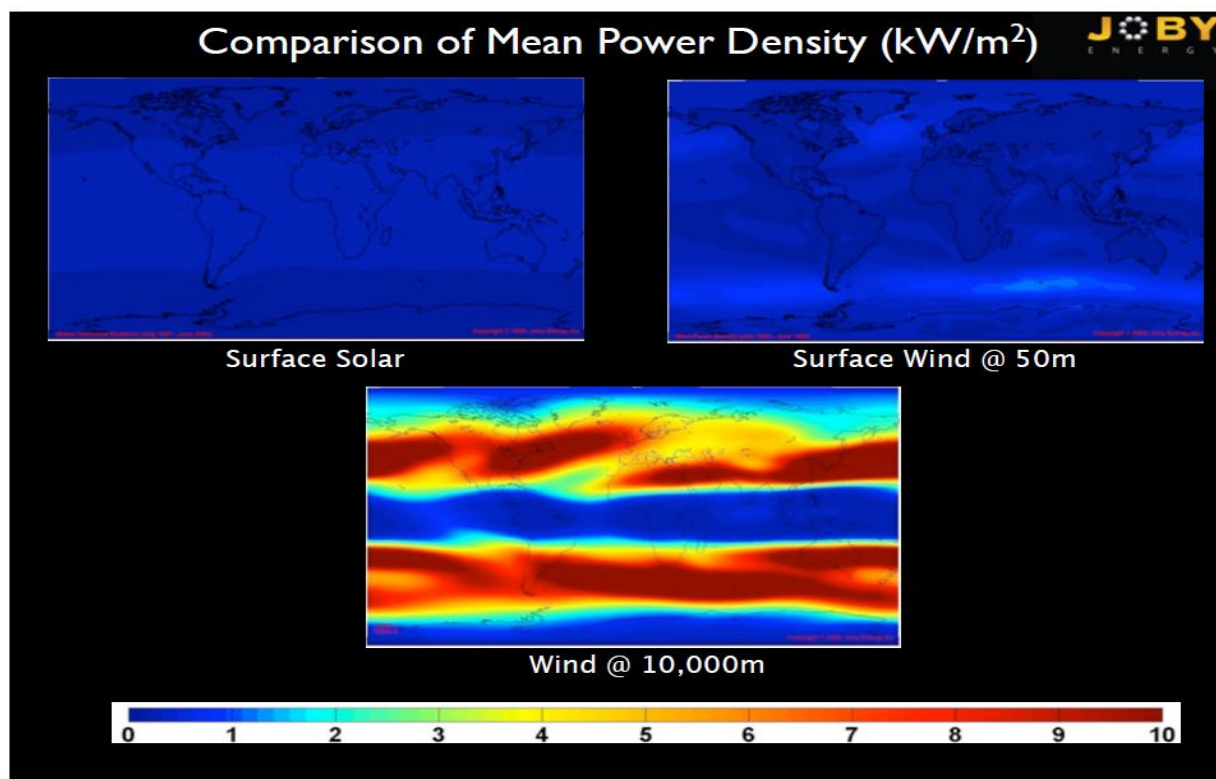 Comparison of Mean Power Density (kW/m²)
JOBY
ENERGY
Surface Solar
Surface Wind @ 50m
Wind @ 10,000m
0 1 2 3 4 5 6 7 8 9 10